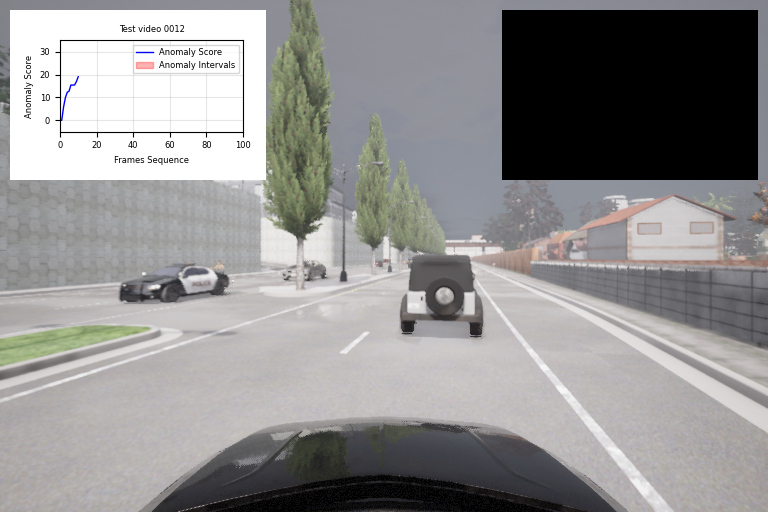 Test video 0012
Anomaly Score
30
20
10
0
Anomaly Score
Anomaly Intervals
0 20 40 60 80 100
Frames Sequence
POLICE